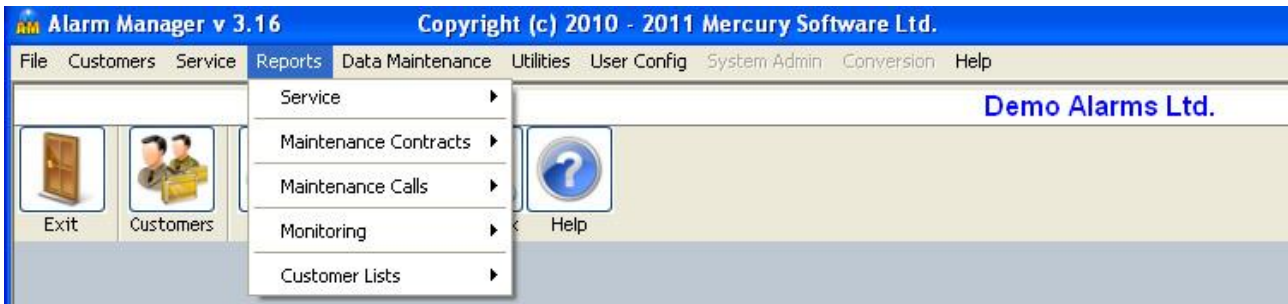 Alarm Manager v 3.16 Copyright (c) 2010 - 2011 Mercury Software Ltd.
File Customers Service Reports Data Maintenance Utilities User Config System Admin Conversion Help
Service
Demo Alarms Ltd.
Maintenance Contracts
Maintenance Calls
Exit Customers Help
Monitoring
Customer Lists